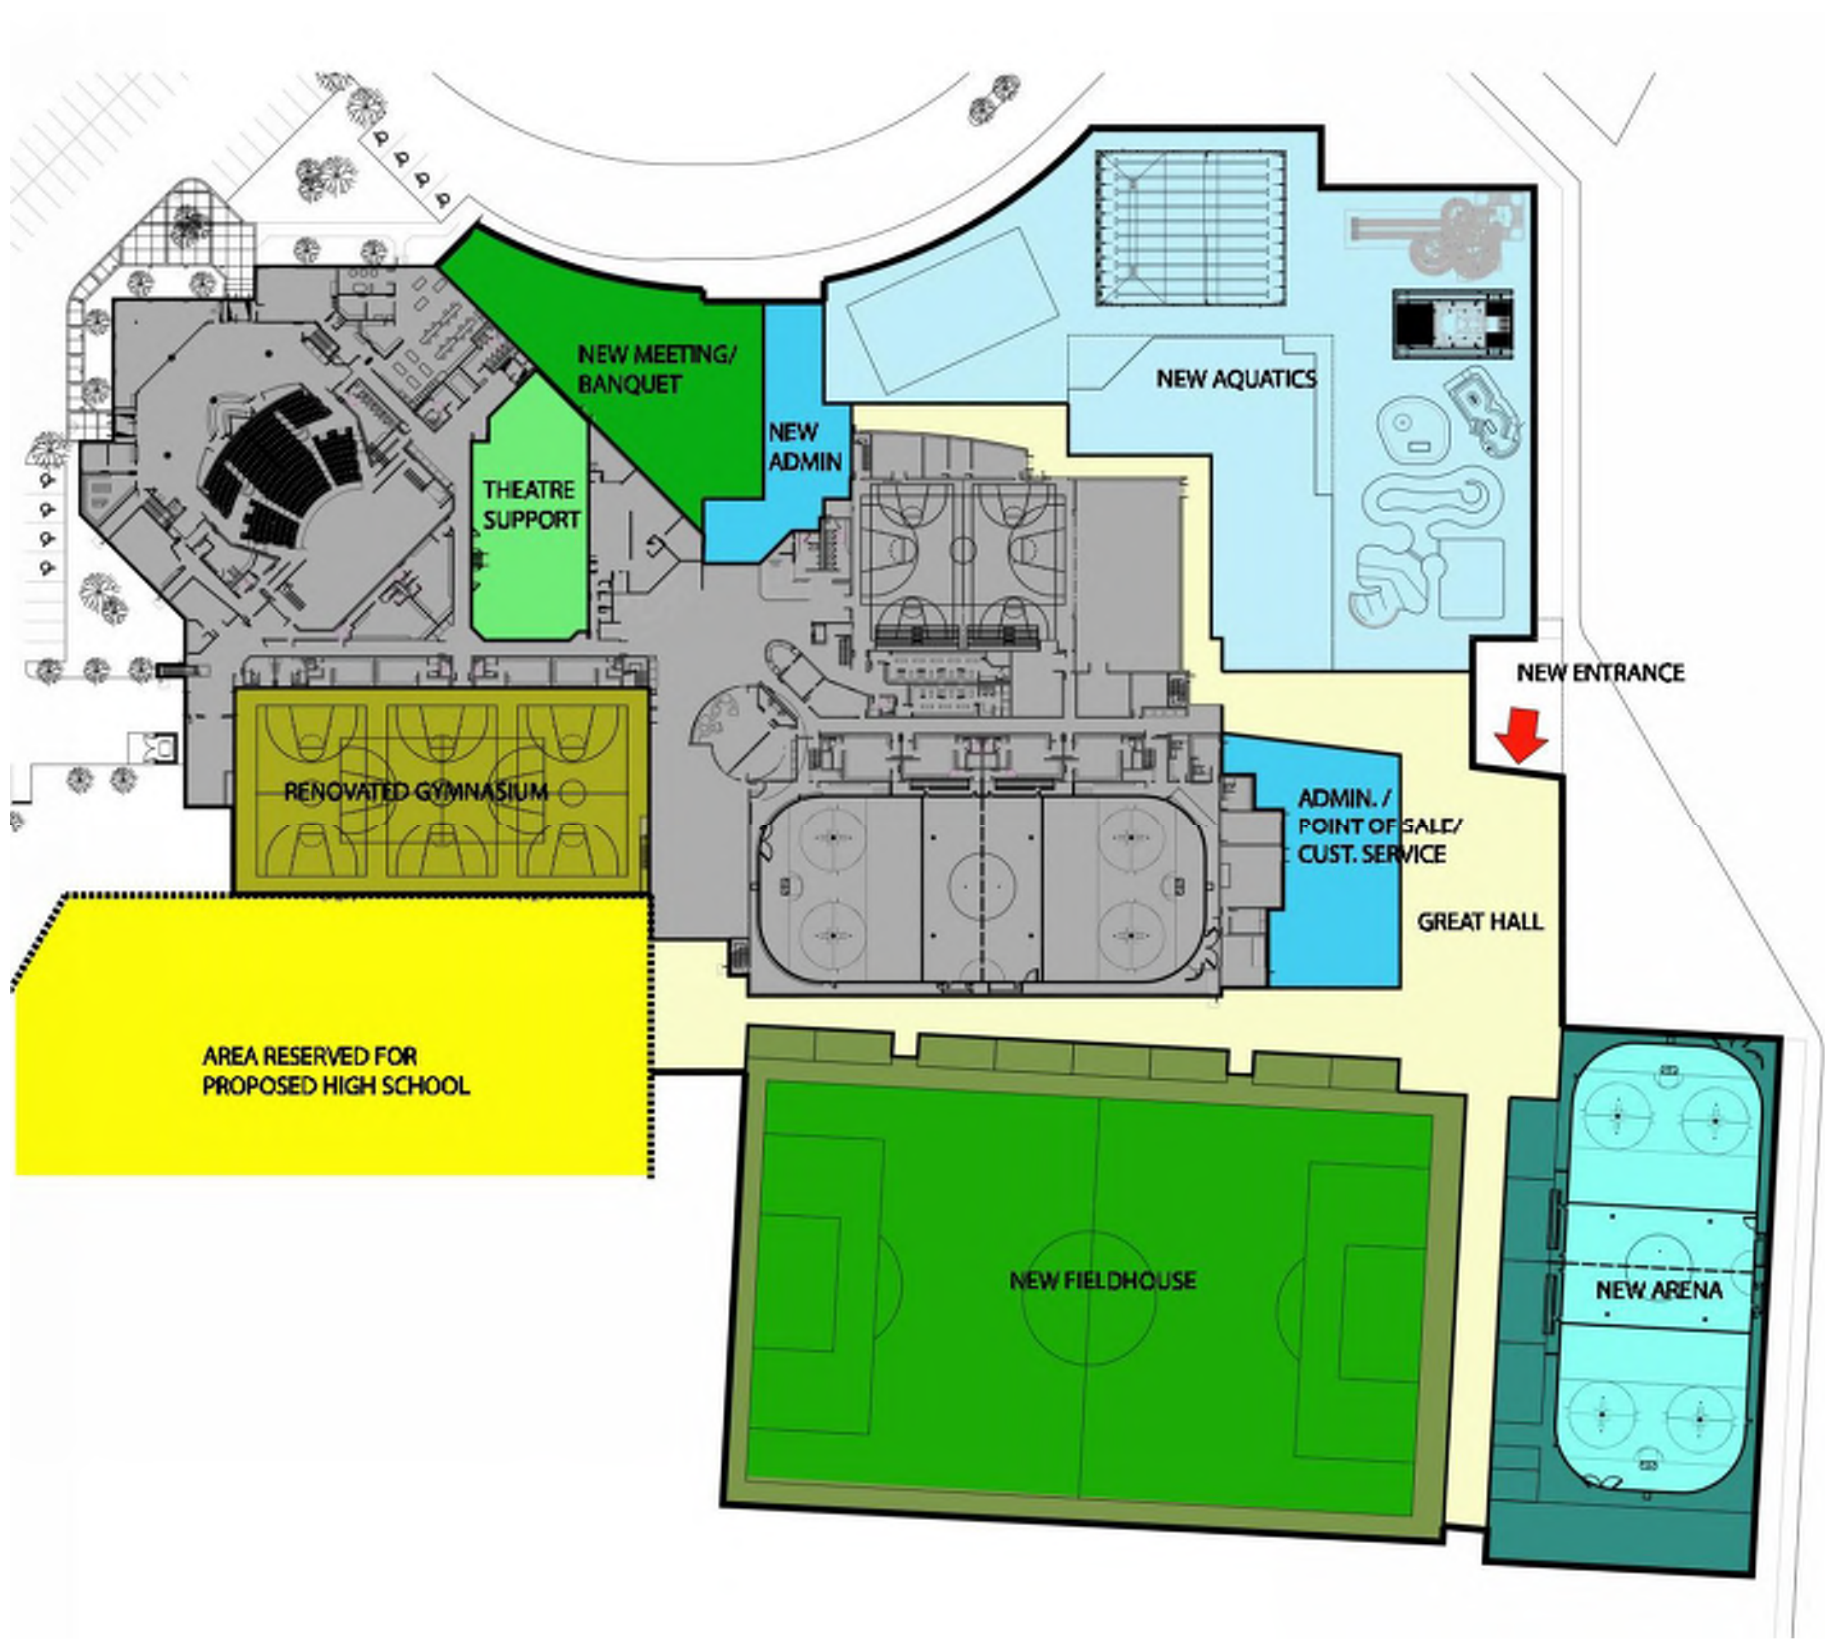 NEW MEETING/
BANQUET
NEW AQUATICS
NEW
ADMIN
THEATRE
SUPPORT
NEW ENTRANCE
RENOVATED GYMNASIUM
ADMIN. /
POINT OF SALE/
CUST. SERVICE
GREAT HALL
AREA RESERVED FOR
PROPOSED HIGH SCHOOL
NEW FIELDHOUSE
NEW ARENA